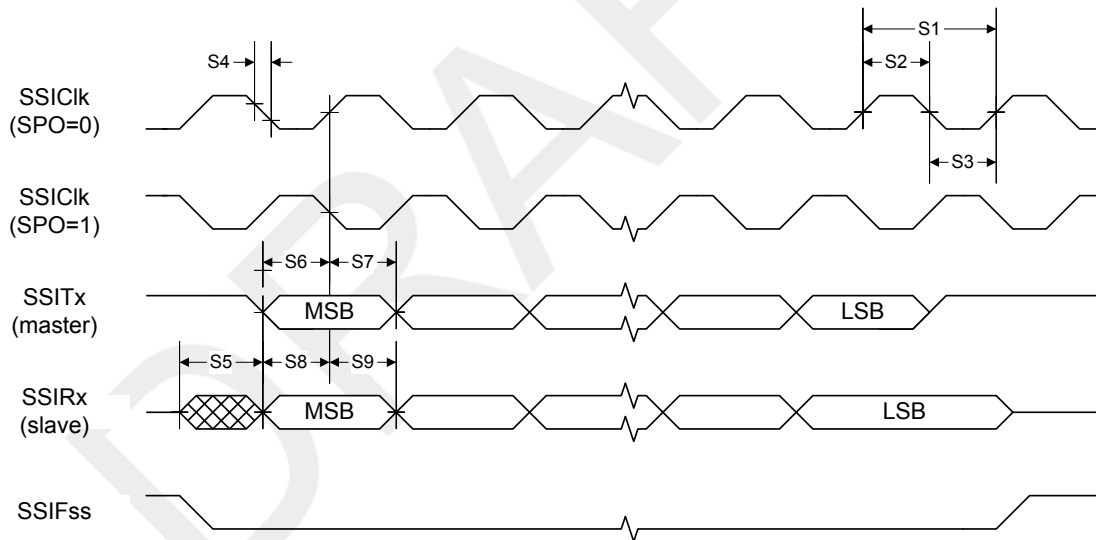 DRAF
S1
S4
S2
SSIClk
(SPO=0)
S3
SSIClk
(SPO=1)
S6
S7
SSITx
(master)
MSB
LSB
S5
S8
S9
SSIRx
(slave)
MSB
LSB
SSIFss